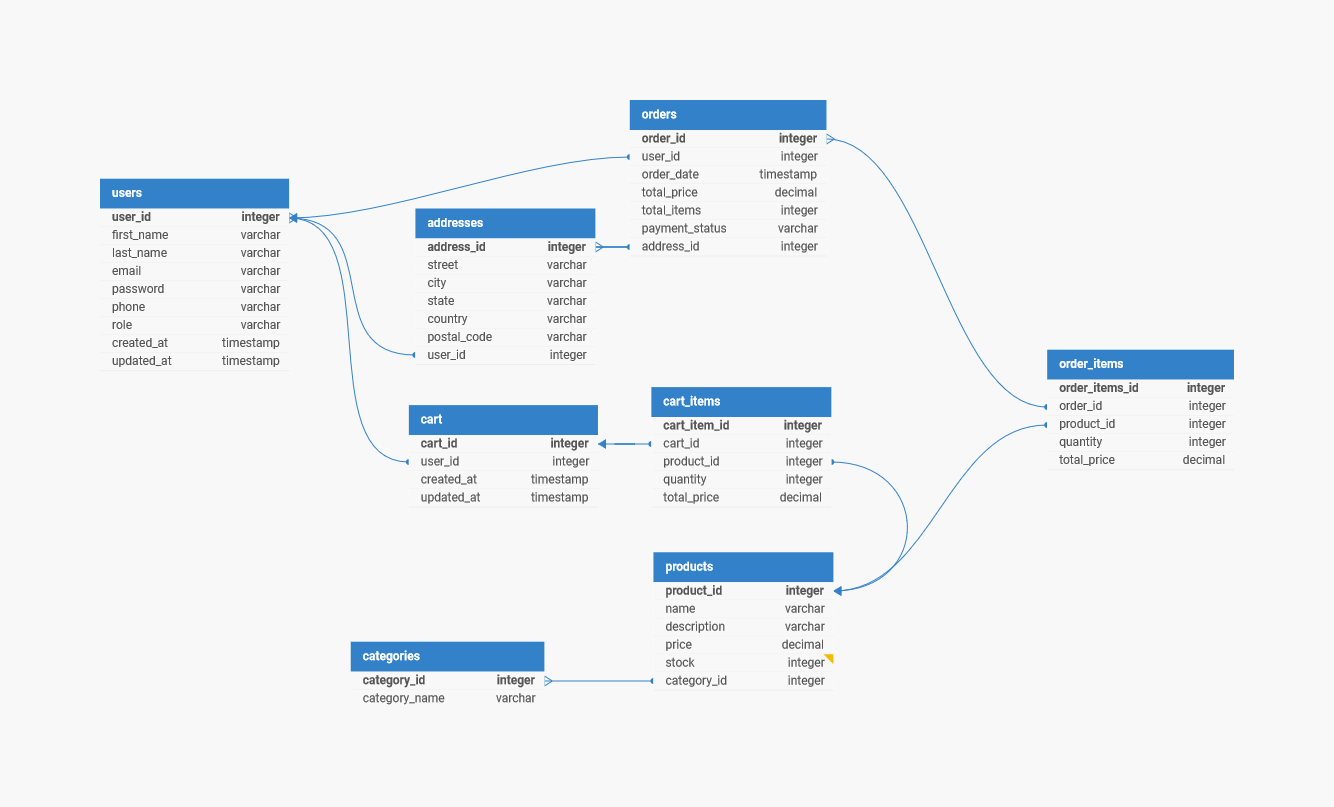 orders
order_id integer
user_id integer
order_date timestamp
total_price decimal
total_items integer
payment_status varchar
address_id integer
users
user_id integer
first_name varchar
last_name varchar
email varchar
password varchar
phone varchar
role varchar
created_at timestamp
updated_at timestamp
addresses
address_id integer
street varchar
city varchar
state varchar
country varchar
postal_code varchar
user_id integer
order_items
order_items_id integer
order_id integer
product_id integer
quantity integer
total_price decimal
cart
cart_id integer
user_id integer
created_at timestamp
updated_at timestamp
cart_items
cart_item_id integer
cart_id integer
product_id integer
quantity integer
total_price decimal
products
product_id integer
name varchar
description varchar
price decimal
stock integer
category_id integer
categories
category_id integer
category_name varchar